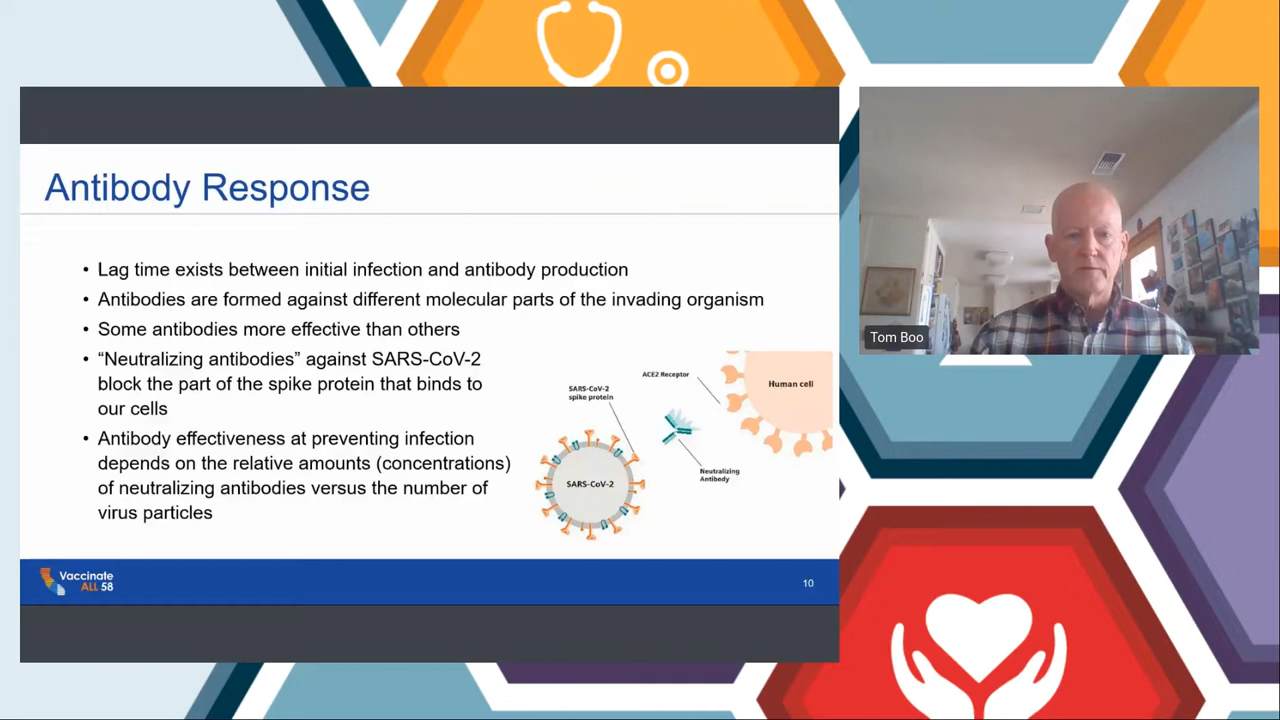 Antibody Response
• Lag time exists between initial infection and antibody production
• Antibodies are formed against different molecular parts of the invading organism
• Some antibodies more effective than others
• “Neutralizing antibodies” against SARS-CoV-2
block the part of the spike protein that binds to
our cells
• Antibody effectiveness at preventing infection
depends on the relative amounts (concentrations)
of neutralizing antibodies versus the number of
virus particles
ACE2 Receptor
Human cell
SARS-CoV-2
spike protein
Neutralizing
Antibody
SARS-CoV-2
Vaccinate
ALL 58
10
Tom Boo